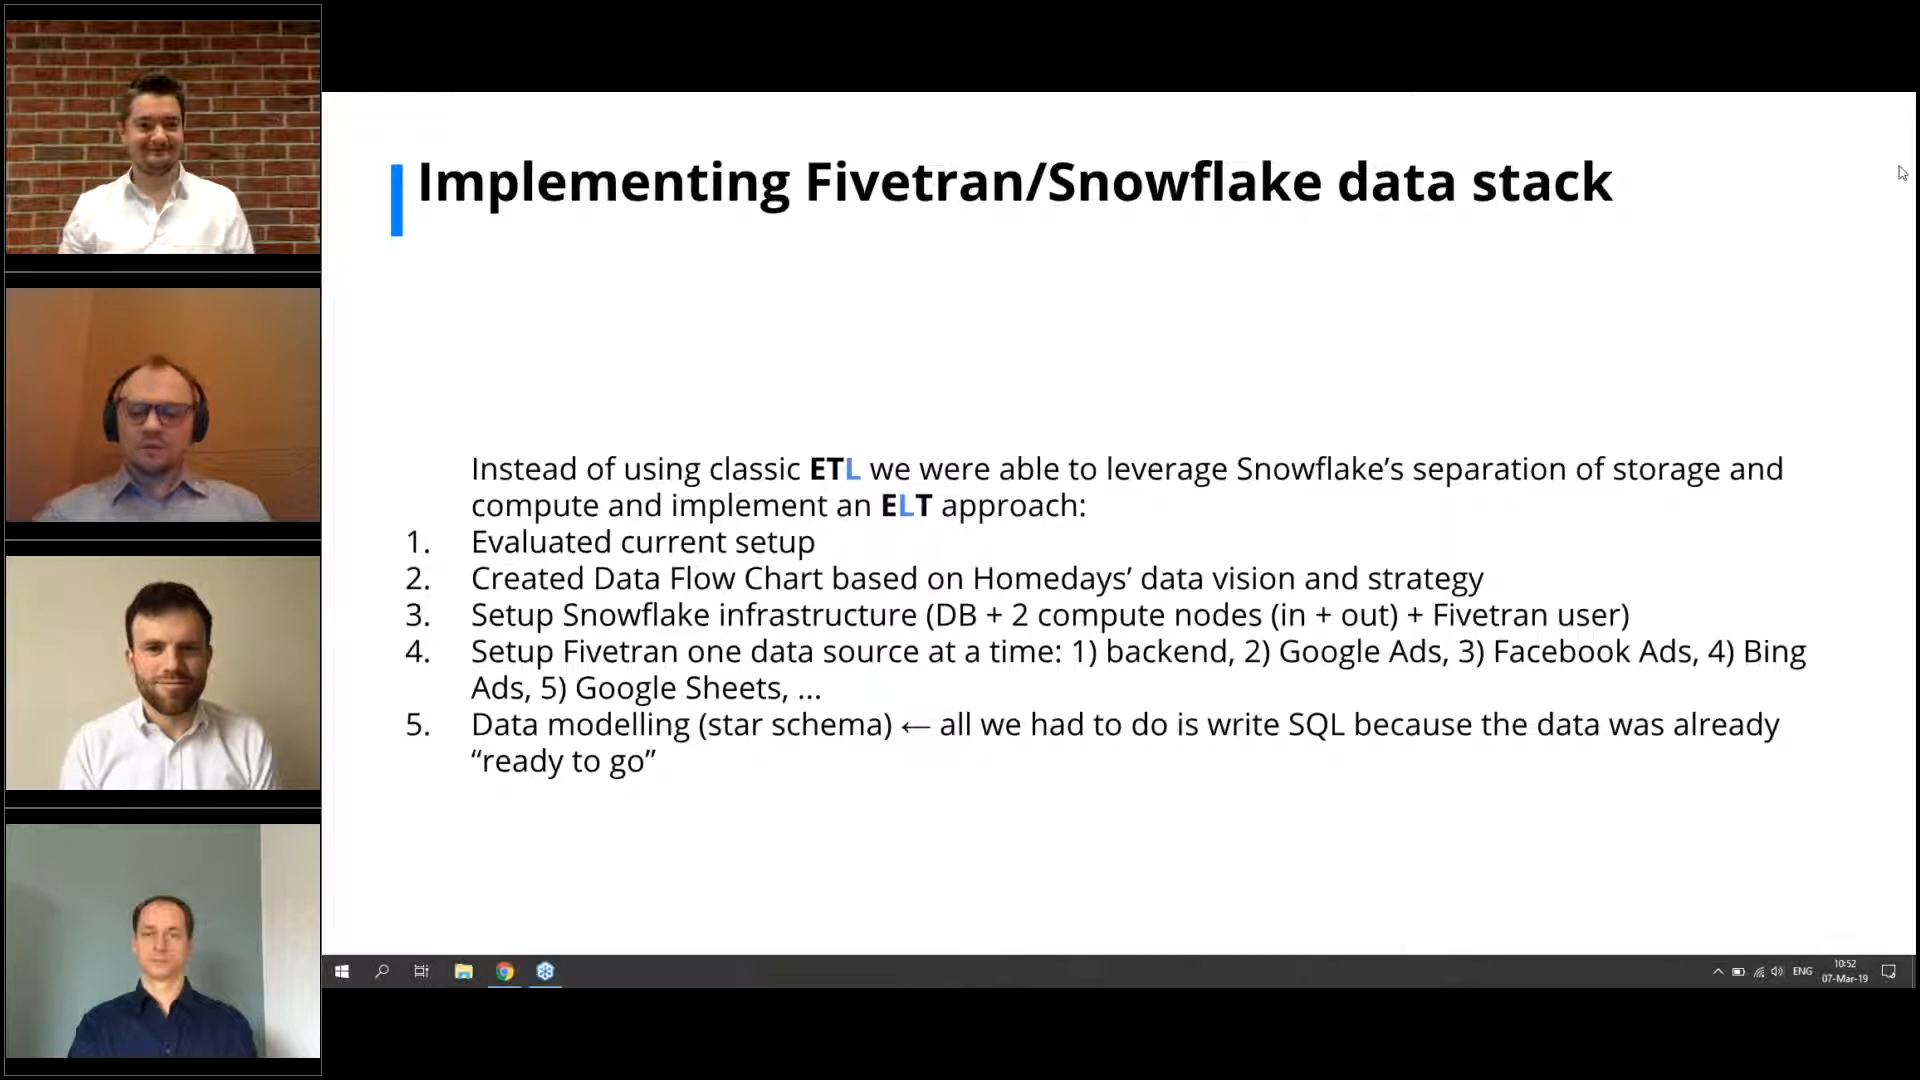 Implementing Fivetran/Snowflake data stack
Instead of using classic ETL we were able to leverage Snowflake’s separation of storage and
compute and implement an ELT approach:
1. Evaluated current setup
2. Created Data Flow Chart based on Homedays’ data vision and strategy
3. Setup Snowflake infrastructure (DB + 2 compute nodes (in + out) + Fivetran user)
4. Setup Fivetran one data source at a time: 1) backend, 2) Google Ads, 3) Facebook Ads, 4) Bing
Ads, 5) Google Sheets, ...
5. Data modelling (star schema) ← all we had to do is write SQL because the data was already
“ready to go”
ENG
10:52
07-Mar-19